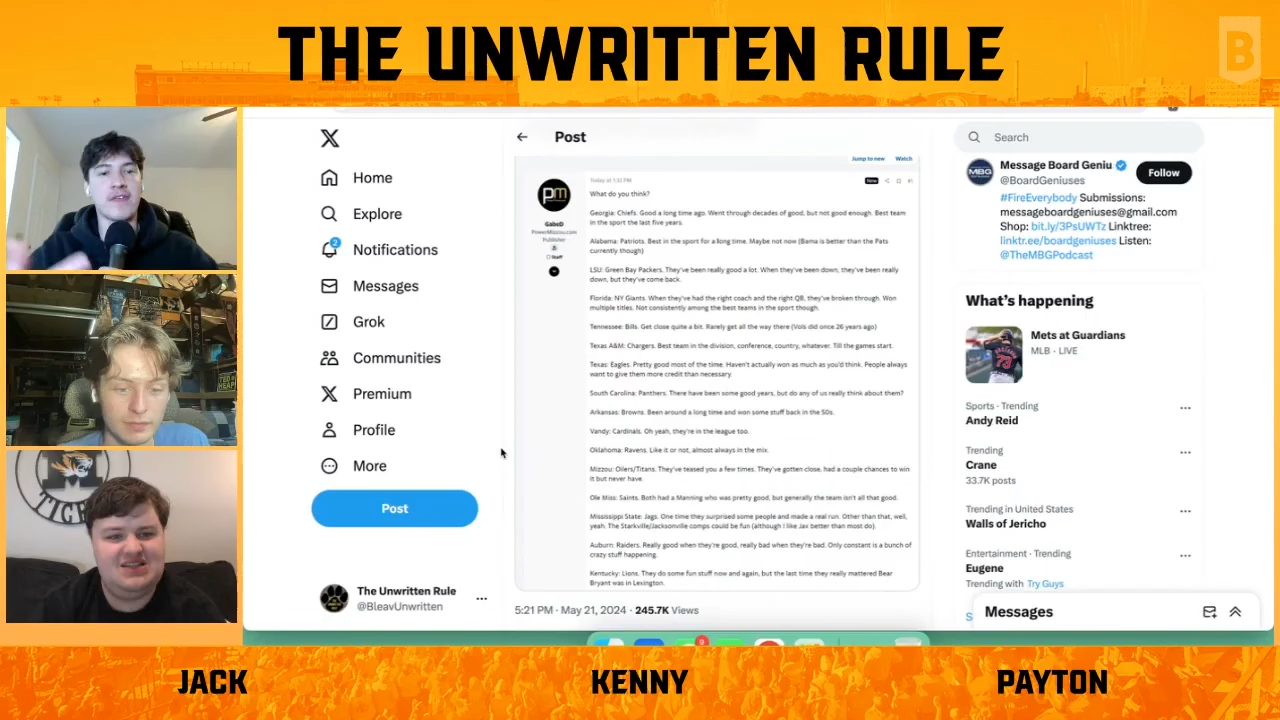 THE UNWRITTEN RULE
B
X
Home
Explore
2
Notifications
Messages
Grok
Communities
Premium
Profile
More
Post
The Unwritten Rule
@BleavUnwritten
Post
Jump to new Watch
pm
GabeD
PowerMizzou.com
Publisher
Staff
Today at 1:32 PM
New
What do you think?
Georgia: Chiefs. Good a long time ago. Went through decades of good, but not good enough. Best team
in the sport the last five years.
Alabama: Patriots. Best in the sport for a long time. Maybe not now (Bama is better than the Pats
currently though)
LSU: Green Bay Packers. They've been really good a lot. When they've been down, they've been really
down, but they've come back.
Florida: NY Giants. When they've had the right coach and the right QB, they've broken through. Won
multiple titles. Not consistently among the best teams in the sport though.
Tennessee: Bills. Get close quite a bit. Rarely get all the way there (Vols did once 26 years ago)
Texas A&M: Chargers. Best team in the division, conference, country, whatever. Till the games start.
Texas: Eagles. Pretty good most of the time. Haven't actually won as much as you'd think. People always
want to give them more credit than necessary.
South Carolina: Panthers. There have been some good years, but do any of us really think about them?
Arkansas: Browns. Been around a long time and won some stuff back in the 50s.
Vandy: Cardinals. Oh yeah, they're in the league too.
Oklahoma: Ravens. Like it or not, almost always in the mix.
Mizzou: Oilers/Titans. They've teased you a few times. They've gotten close, had a couple chances to win
it but never have.
Ole Miss: Saints. Both had a Manning who was pretty good, but generally the team isn't all that good.
Mississippi State: Jags. One time they surprised some people and made a real run. Other than that, well,
yeah. The Starkville/Jacksonville comps could be fun (although I like Jax better than most do).
Auburn: Raiders. Really good when they're good, really bad when they're bad. Only constant is a bunch of
crazy stuff happening.
Kentucky: Lions. They do some fun stuff now and again, but the last time they really mattered Bear
Bryant was in Lexington.
5:21 PM · May 21, 2024 · 245.7K Views
Search
MBG
Message Board Geniu
@BoardGeniuses
Follow
#FireEverybody Submissions:
messageboardgeniuses@gmail.com
Shop: bit.ly/3PsUWTz Linktree:
linktr.ee/boardgeniuses Listen:
@TheMBGPodcast
What's happening
Mets at Guardians
MLB · LIVE
Sports · Trending
Andy Reid
Trending
Crane
33.7K posts
Trending in United States
Walls of Jericho
Entertainment · Trending
Eugene
Trending with Try Guys
S
Messages
9
JACK
KENNY
PAYTON